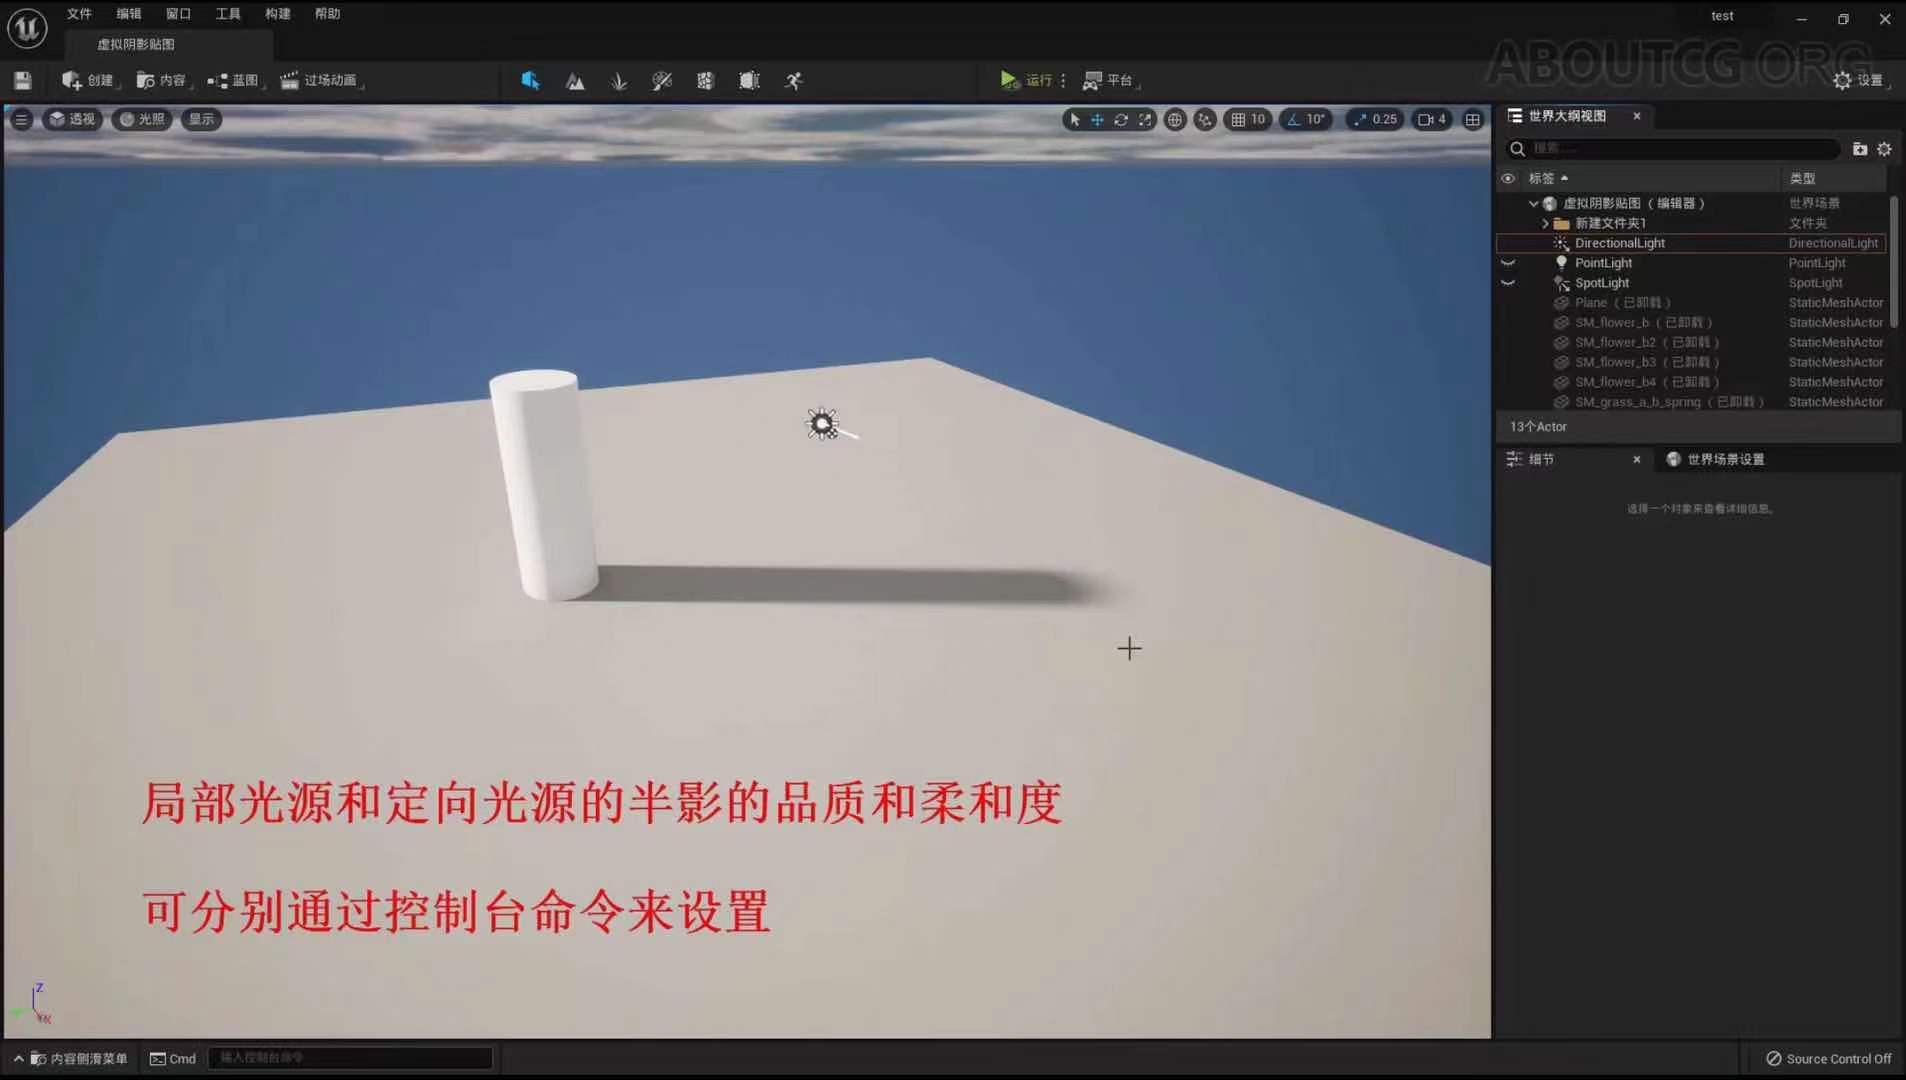 文件 编辑 窗口 工具 构建 帮助
test
虚拟阴影贴图
ABOUTCG.ORG
创建 内容 蓝图 过场动画 运行 平台 设置
透视 光照 显示
10 10° 0.25 4
世界大纲视图
搜索...
标签 类型
虚拟阴影贴图（编辑器） 世界场景
新建文件夹1 文件夹
DirectionalLight DirectionalLight
PointLight PointLight
SpotLight SpotLight
Plane（已卸载） StaticMeshActor
SM_flower_b（已卸载） StaticMeshActor
SM_flower_b2（已卸载） StaticMeshActor
SM_flower_b3（已卸载） StaticMeshActor
SM_flower_b4（已卸载） StaticMeshActor
SM_grass_a_b_spring（已卸载） StaticMeshActor
13个Actor
细节 世界场景设置
选择一个对象来查看详细信息。
局部光源和定向光源的半影的品质和柔和度
可分别通过控制台命令来设置
Z
内容侧滑菜单 Cmd 输入控制台命令 Source Control Off